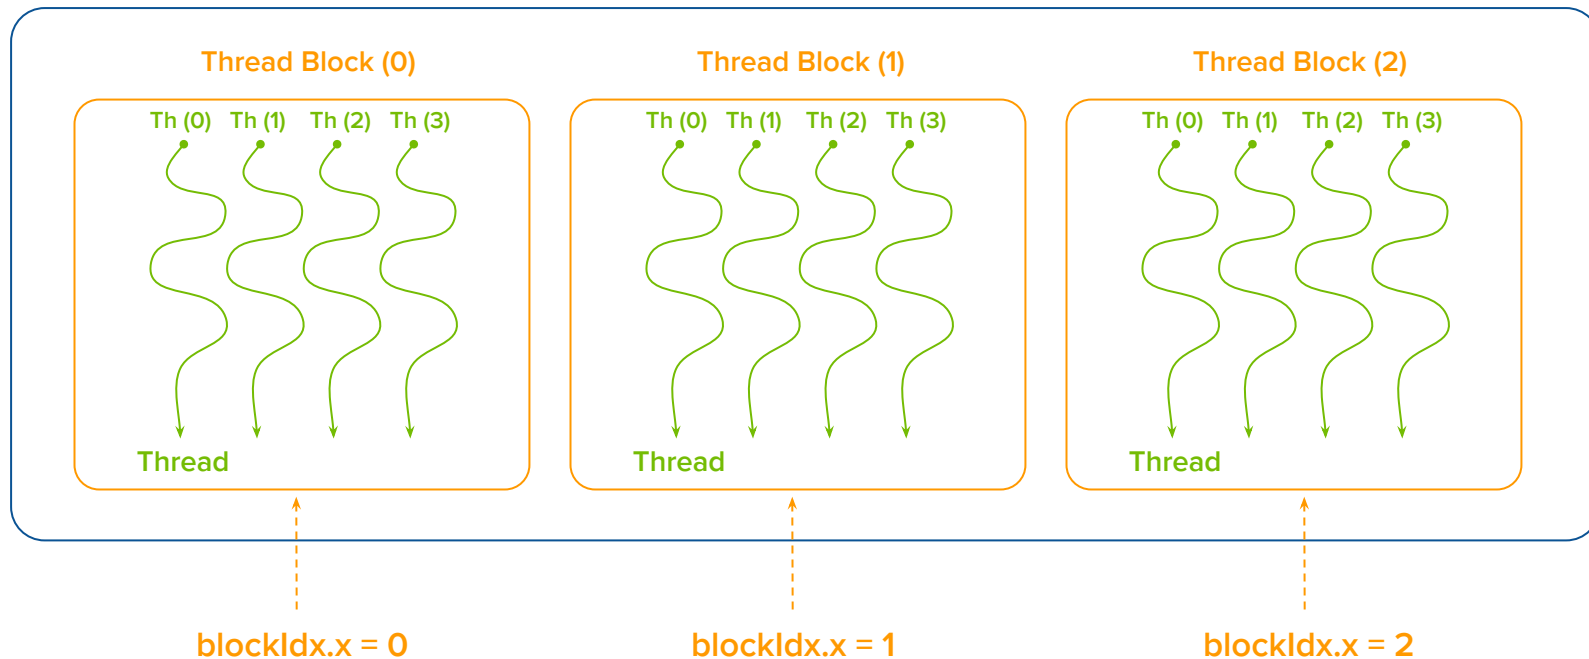 Thread Block (0)
Thread Block (1)
Thread Block (2)
Th (0) Th (1) Th (2) Th (3)
Th (0) Th (1) Th (2) Th (3)
Th (0) Th (1) Th (2) Th (3)
Thread
Thread
Thread
blockIdx.x = 0
blockIdx.x = 1
blockIdx.x = 2